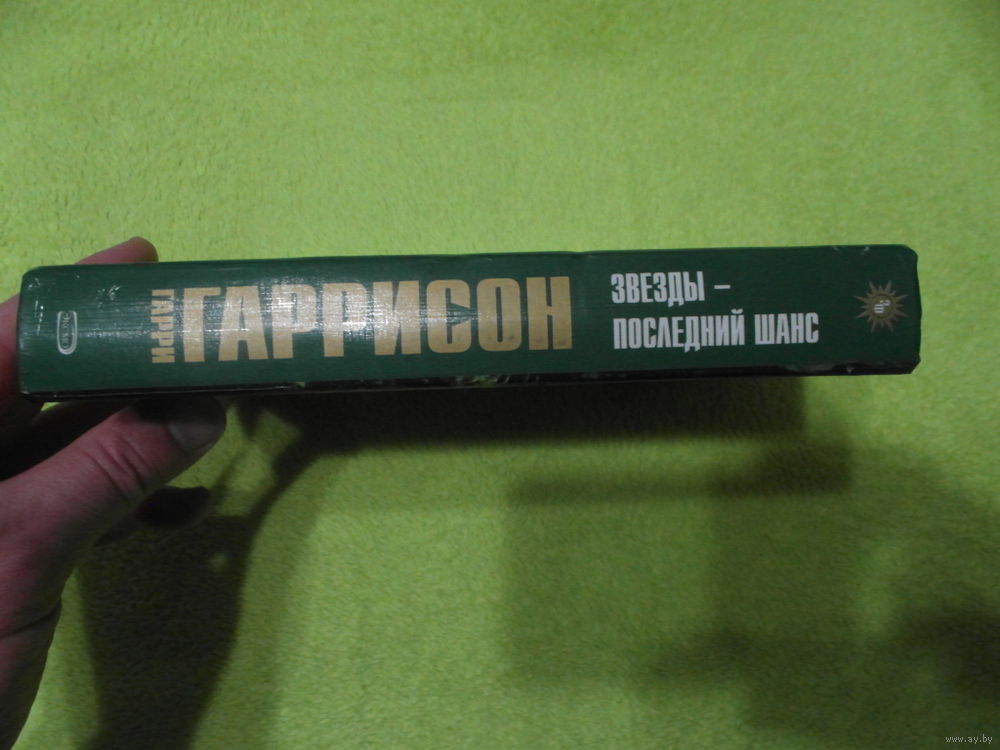 ГАРРИ
ГАРРИСОН
ЗВЕЗДЫ –
ПОСЛЕДНИЙ ШАНС
www.ay.by